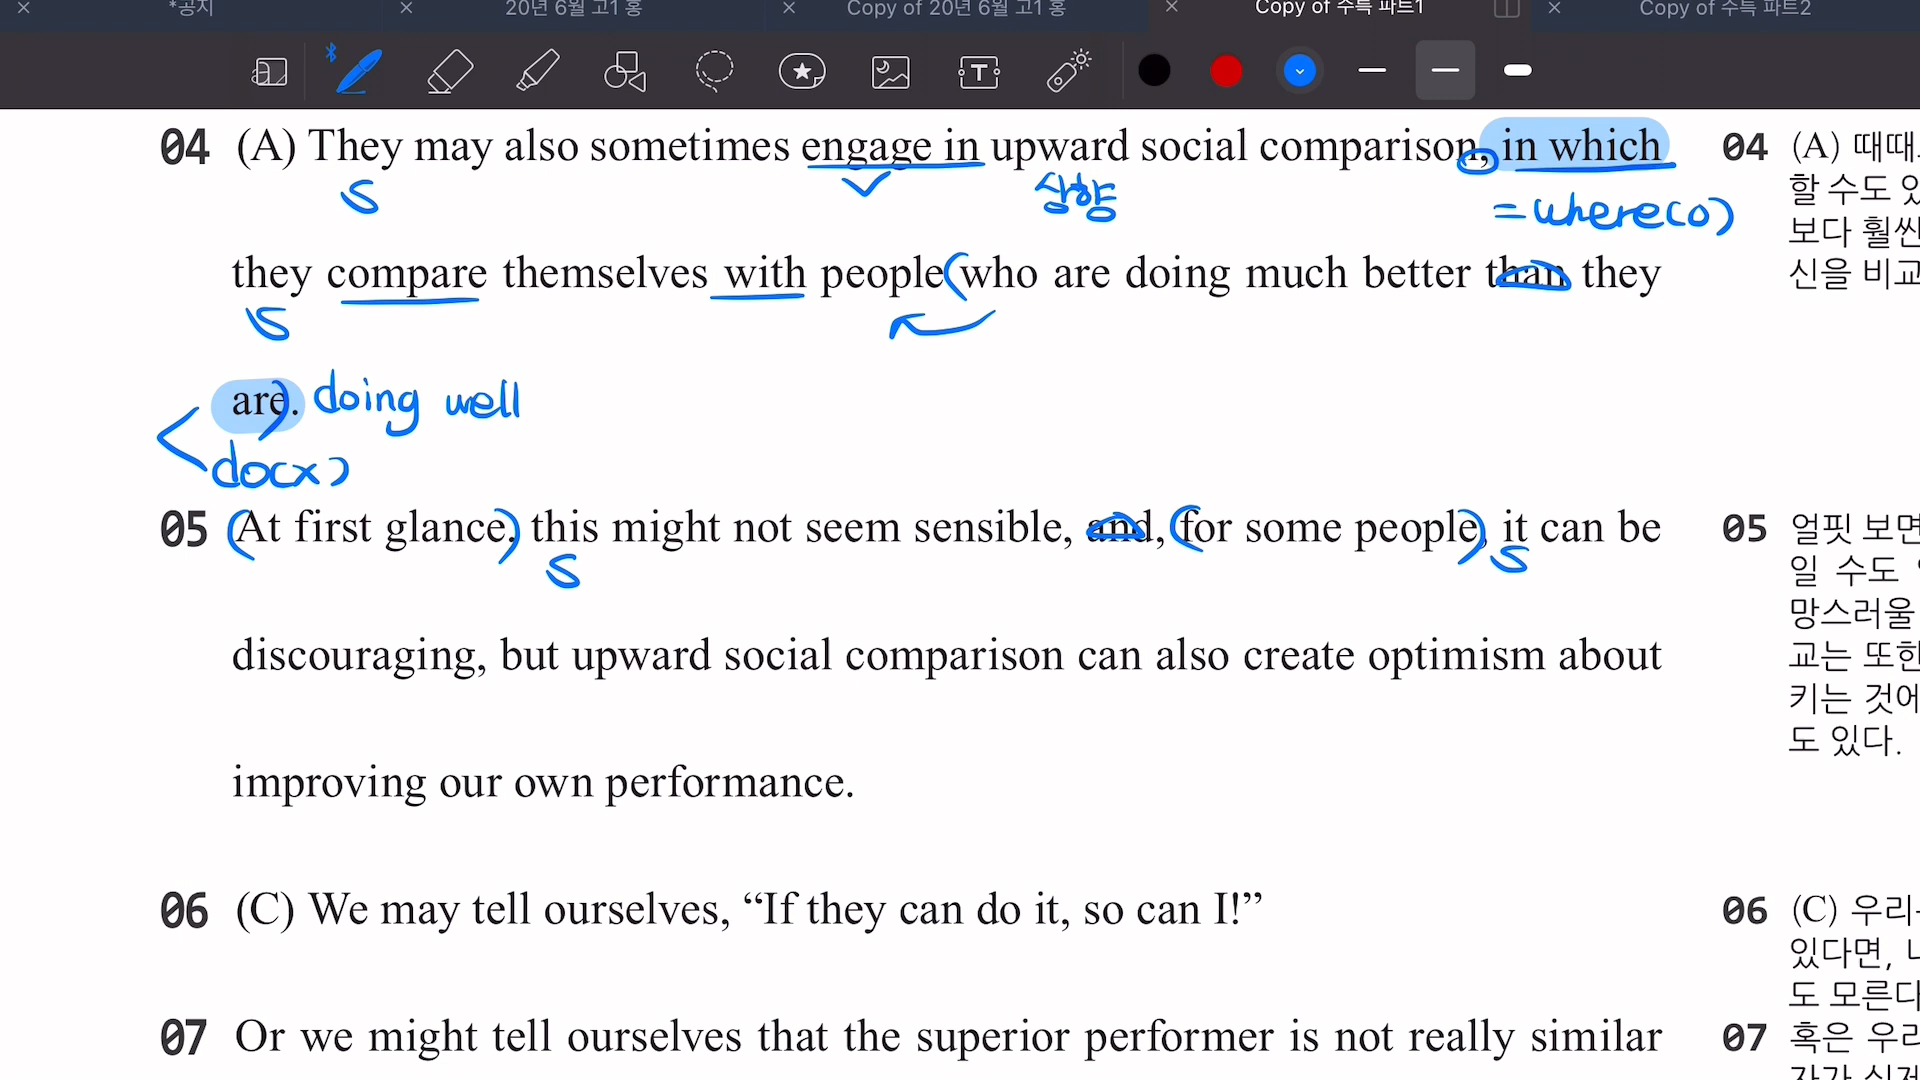 *공지
20년 6월 고1 홍
Copy of 20년 6월 고1 홍
Copy of 수특 파트1
Copy of 수특 파트2
04 (A) They may also sometimes engage in upward social comparison, in which
S V 상향 = where(o)
they compare themselves with people who are doing much better than they
S
are. doing well
do(x)
05 At first glance, this might not seem sensible, and, for some people, it can be
S S
discouraging, but upward social comparison can also create optimism about
improving our own performance.
06 (C) We may tell ourselves, “If they can do it, so can I!”
07 Or we might tell ourselves that the superior performer is not really similar
04 (A) 때때
할 수도 있
보다 훨씬
신을 비교
05 얼핏 보면
일 수도
망스러울
교는 또한
키는 것에
도 있다.
06 (C) 우리
있다면,
도 모른다
07 혹은 우리